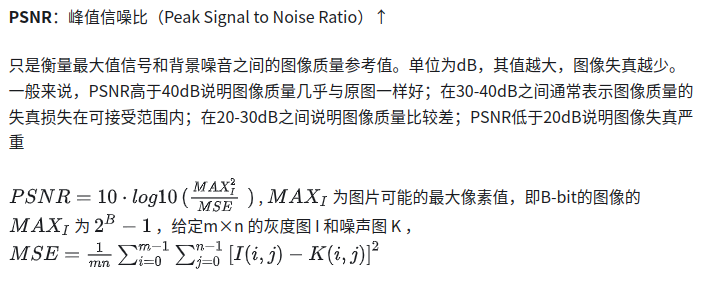 PSNR：峰值信噪比（Peak Signal to Noise Ratio）↑
只是衡量最大值信号和背景噪音之间的图像质量参考值。单位为dB，其值越大，图像失真越少。
一般来说，PSNR高于40dB说明图像质量几乎与原图一样好；在30-40dB之间通常表示图像质量的
失真损失在可接受范围内；在20-30dB之间说明图像质量比较差；PSNR低于20dB说明图像失真严
重
$PSNR = 10 \cdot log10(\frac{MAX_I^2}{MSE})$ , $MAX_I$ 为图片可能的最大像素值，即B-bit的图像的
$MAX_I$ 为 $2^B - 1$ ，给定m×n 的灰度图 I 和噪声图 K ，
$MSE = \frac{1}{mn} \sum_{i=0}^{m-1} \sum_{j=0}^{n-1} [I(i,j) - K(i,j)]^2$